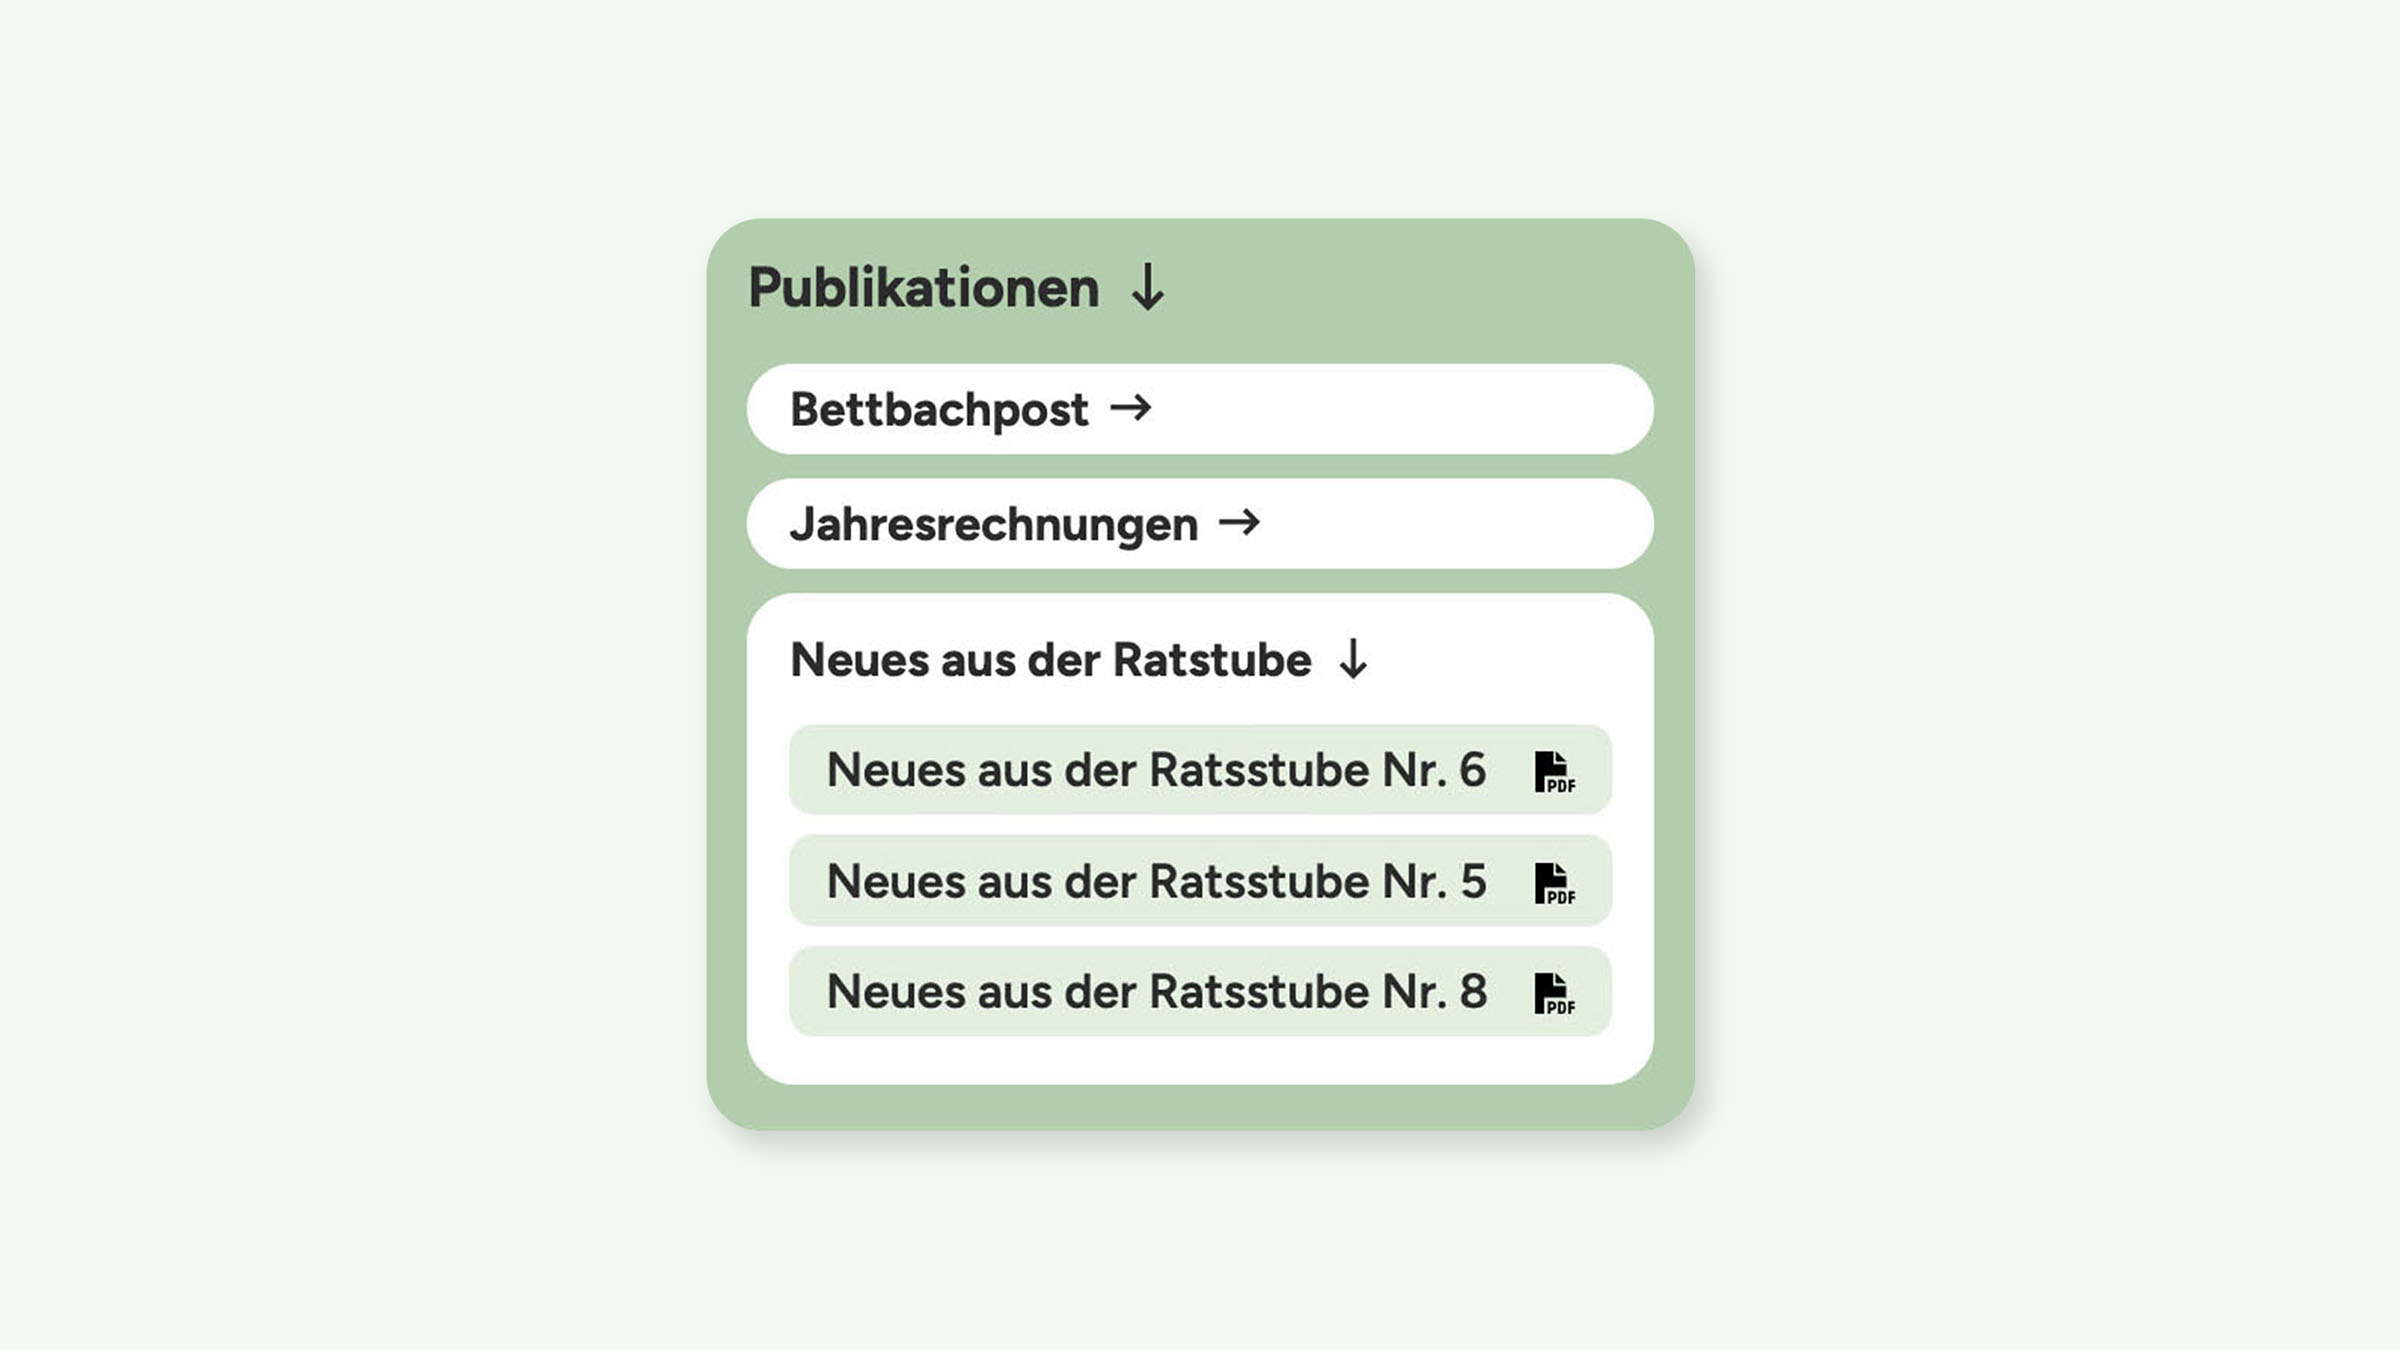 Publikationen ↓
Bettbachpost →
Jahresrechnungen →
Neues aus der Ratstube ↓
Neues aus der Ratsstube Nr. 6 PDF
Neues aus der Ratsstube Nr. 5 PDF
Neues aus der Ratsstube Nr. 8 PDF